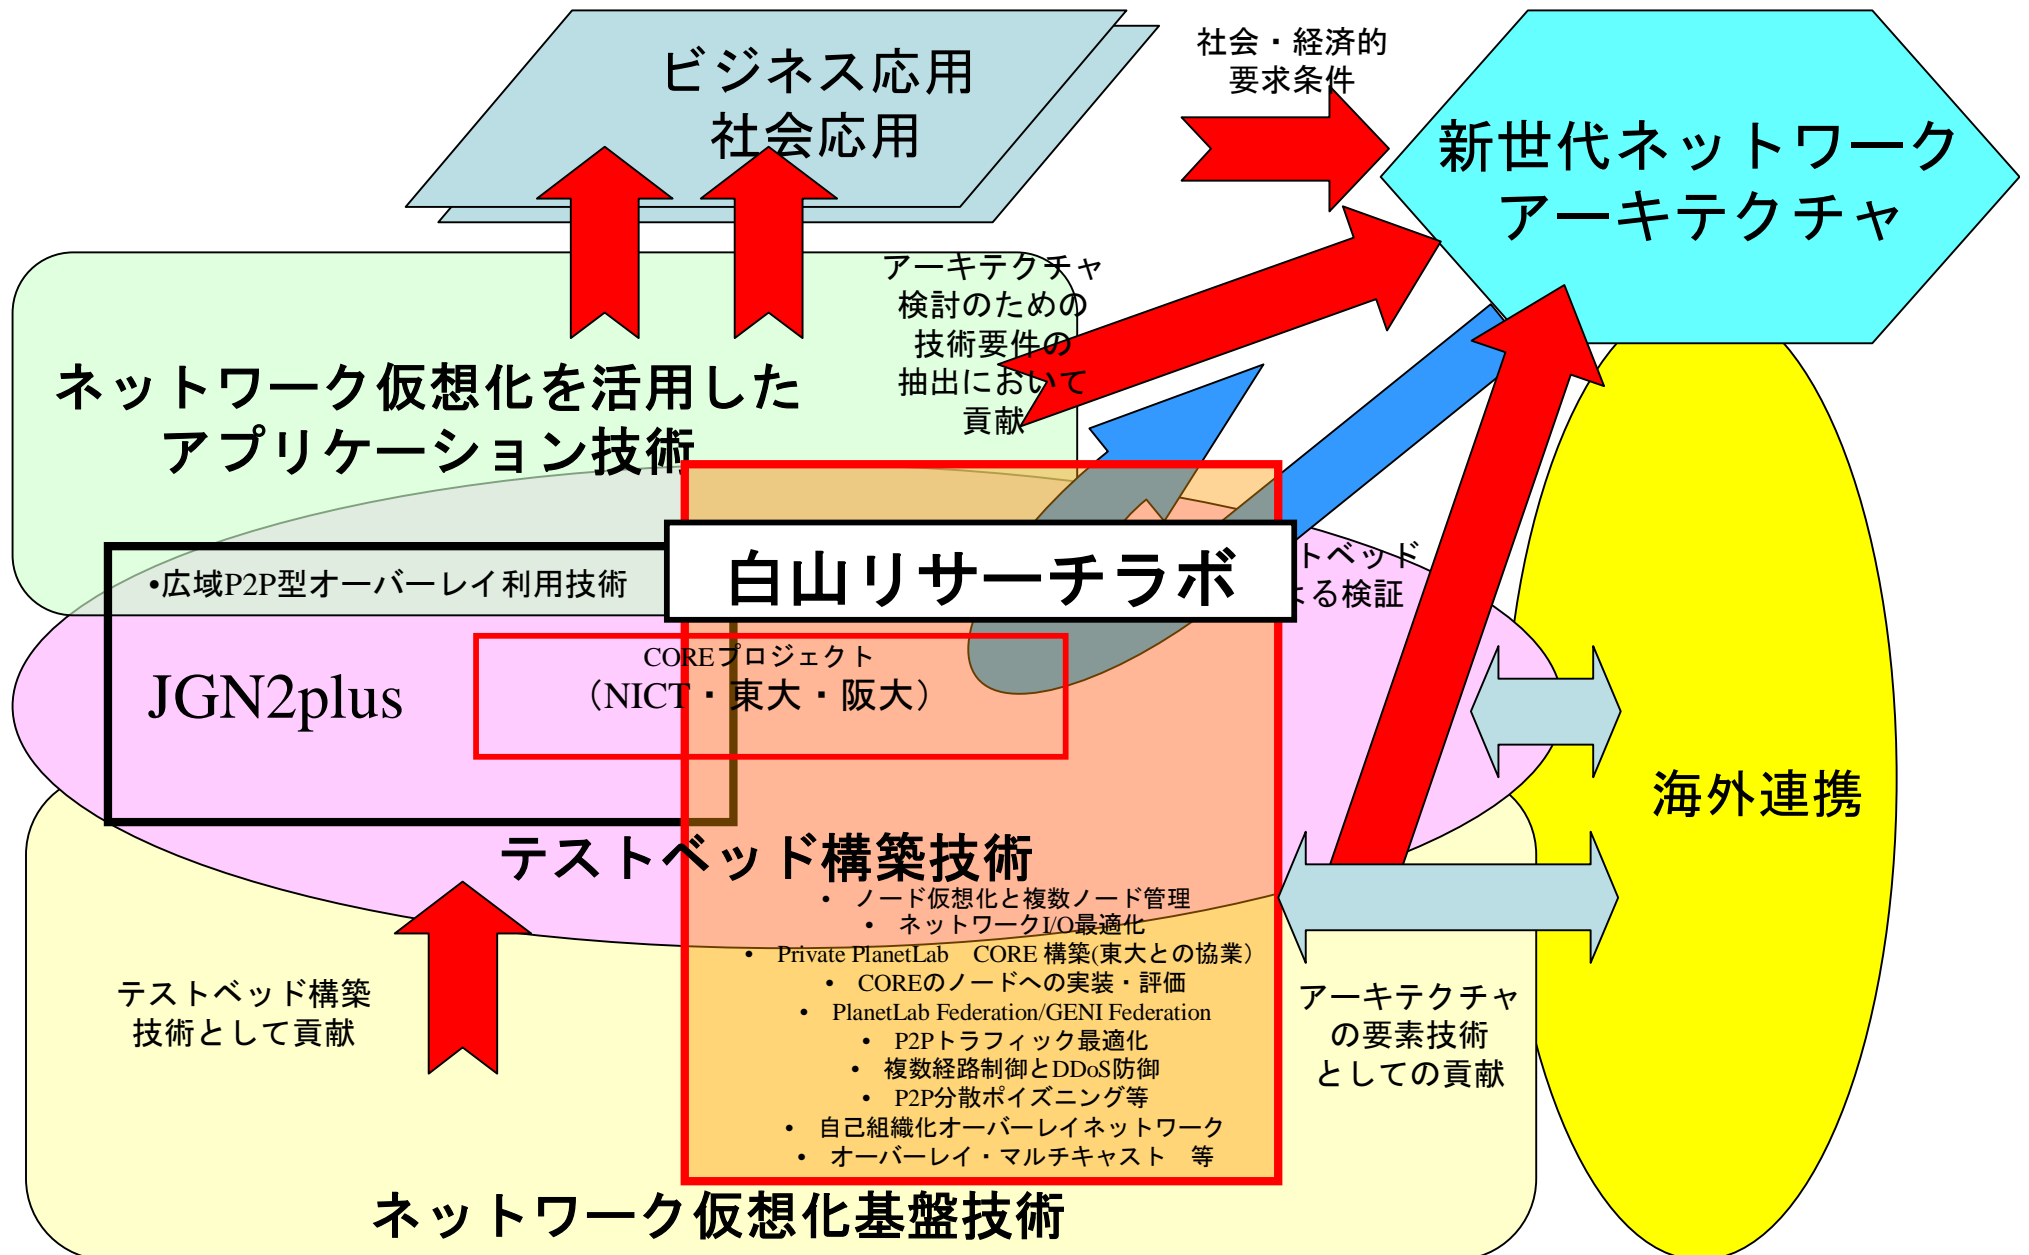 ビジネス応用
社会応用
社会・経済的
要求条件
新世代ネットワーク
アーキテクチャ
アーキテクチャ
検討のための
技術要件の
抽出において
貢献
ネットワーク仮想化を活用した
アプリケーション技術
白山リサーチラボ
トベッド
る検証
•広域P2P型オーバーレイ利用技術
JGN2plus
COREプロジェクト
（NICT・東大・阪大）
海外連携
テストベッド構築技術
• ノード仮想化と複数ノード管理
• ネットワークI/O最適化
• Private PlanetLab　CORE 構築(東大との協業）
• COREのノードへの実装・評価
• PlanetLab Federation/GENI Federation
• P2Pトラフィック最適化
• 複数経路制御とDDoS防御
• P2P分散ポイズニング等
• 自己組織化オーバーレイネットワーク
• オーバーレイ・マルチキャスト　等
テストベッド構築
技術として貢献
アーキテクチャ
の要素技術
としての貢献
ネットワーク仮想化基盤技術